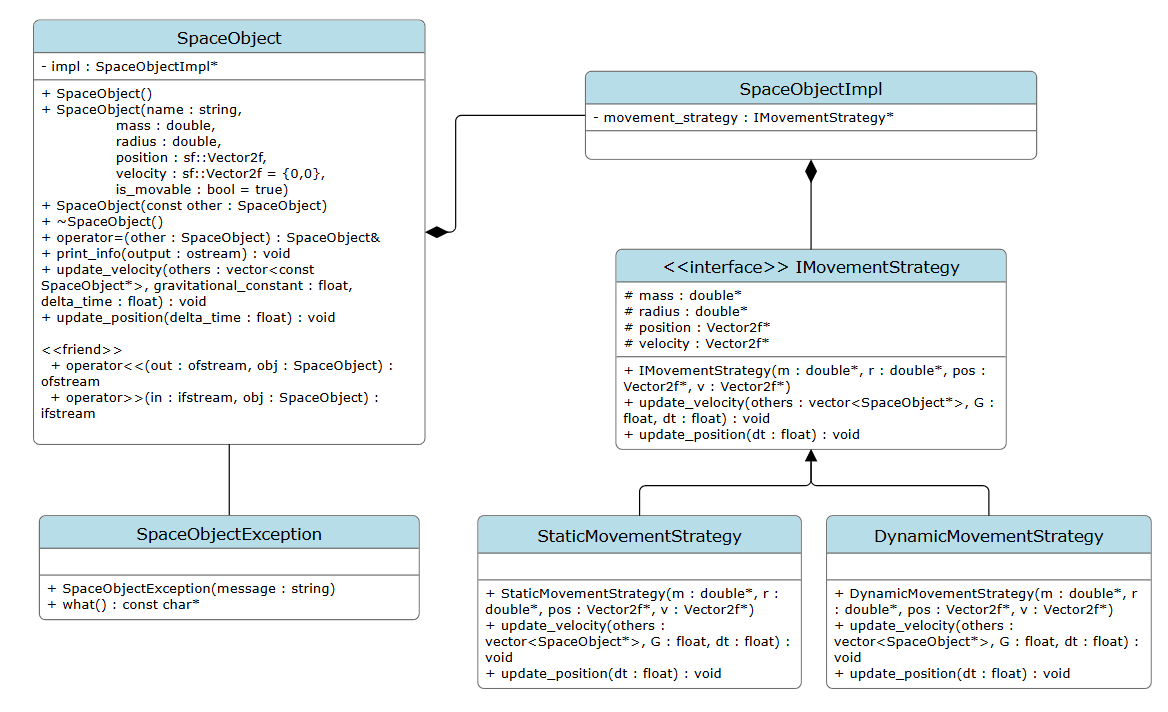 SpaceObject
- impl : SpaceObjectImpl*
+ SpaceObject()
+ SpaceObject(name : string,
mass : double,
radius : double,
position : sf::Vector2f,
velocity : sf::Vector2f = {0,0},
is_movable : bool = true)
+ SpaceObject(const other : SpaceObject)
+ ~SpaceObject()
+ operator=(other : SpaceObject) : SpaceObject&
+ print_info(output : ostream) : void
+ update_velocity(others : vector<const
SpaceObject*>, gravitational_constant : float,
delta_time : float) : void
+ update_position(delta_time : float) : void
<<friend>>
+ operator<<(out : ofstream, obj : SpaceObject) :
ofstream
+ operator>>(in : ifstream, obj : SpaceObject) :
ifstream
SpaceObjectImpl
- movement_strategy : IMovementStrategy*
<<interface>> IMovementStrategy
# mass : double*
# radius : double*
# position : Vector2f*
# velocity : Vector2f*
+ IMovementStrategy(m : double*, r : double*, pos :
Vector2f*, v : Vector2f*)
+ update_velocity(others : vector<SpaceObject*>, G :
float, dt : float) : void
+ update_position(dt : float) : void
SpaceObjectException
+ SpaceObjectException(message : string)
+ what() : const char*
StaticMovementStrategy
+ StaticMovementStrategy(m : double*, r :
double*, pos : Vector2f*, v : Vector2f*)
+ update_velocity(others :
vector<SpaceObject*>, G : float, dt : float) :
void
+ update_position(dt : float) : void
DynamicMovementStrategy
+ DynamicMovementStrategy(m : double*, r
: double*, pos : Vector2f*, v : Vector2f*)
+ update_velocity(others :
vector<SpaceObject*>, G : float, dt : float) :
void
+ update_position(dt : float) : void